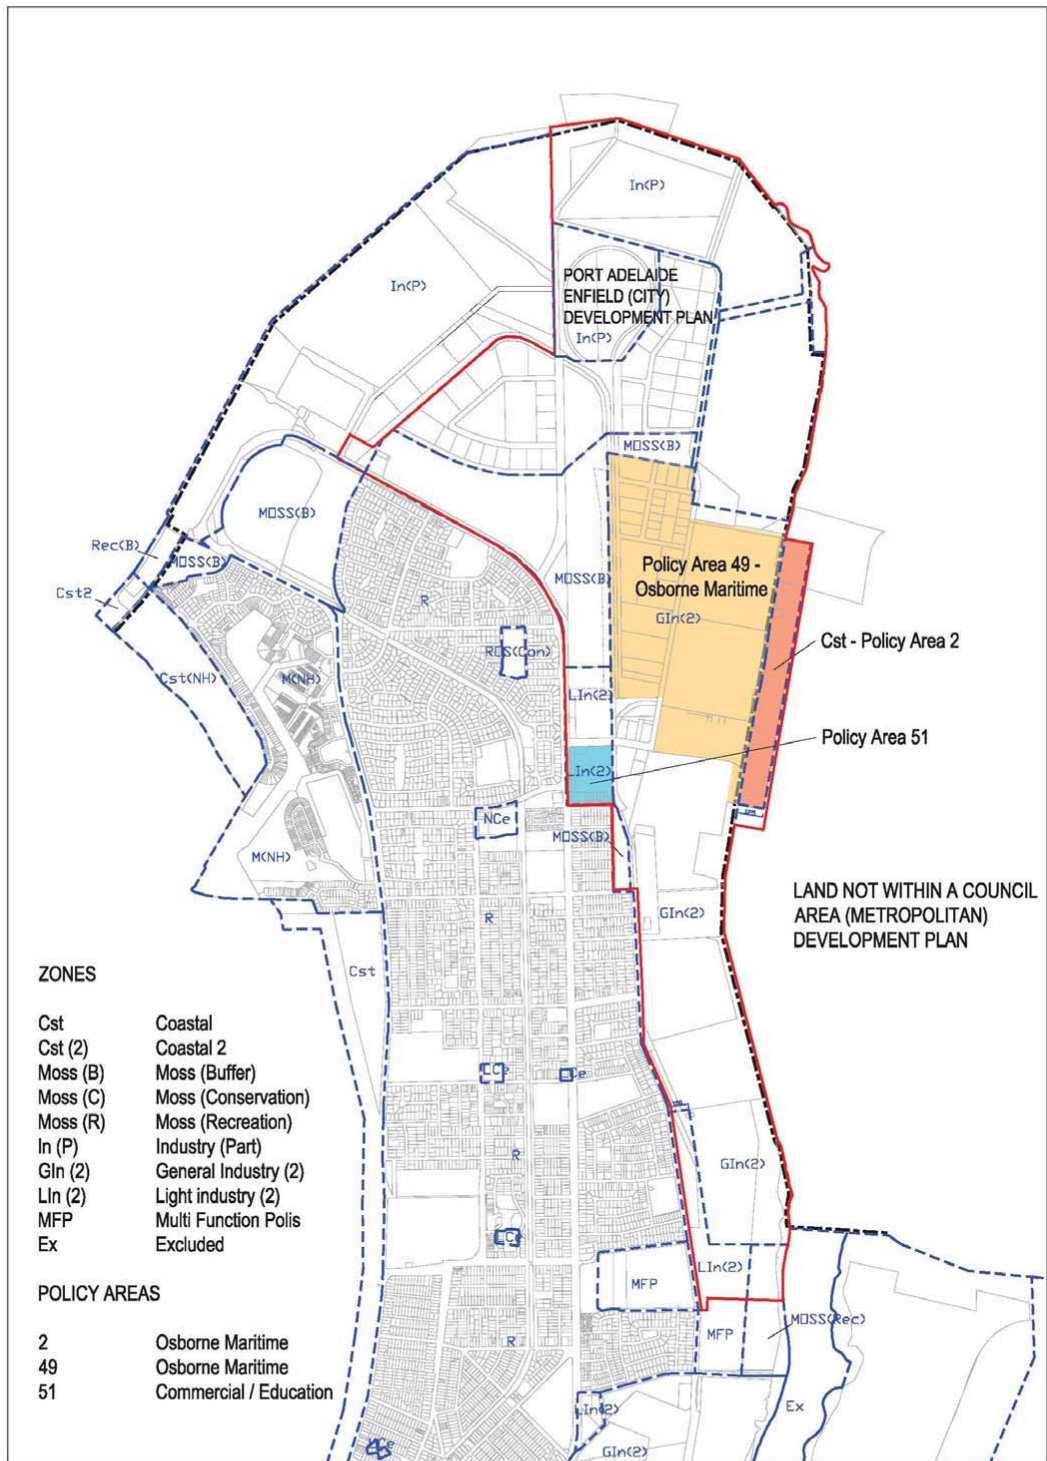 In(P)
PORT ADELAIDE
ENFIELD (CITY)
DEVELOPMENT PLAN
In(P)
In(P)
MOSS(B)
MOSS(B)
Rec(B)
MOSS(B)
Cst2
MOSS(B)
Policy Area 49 -
Osborne Maritime
GIn(2)
R
ROS(Con)
Cst - Policy Area 2
Cst(NH)
M(NH)
LIn(2)
Policy Area 51
LIn(2)
NCe
MOSS(B)
M(NH)
LAND NOT WITHIN A COUNCIL
AREA (METROPOLITAN)
DEVELOPMENT PLAN
GIn(2)
R
Cst
ZONES
Cst Coastal
Cst (2) Coastal 2
Moss (B) Moss (Buffer)
Moss (C) Moss (Conservation)
Moss (R) Moss (Recreation)
In (P) Industry (Part)
GIn (2) General Industry (2)
LIn (2) Light industry (2)
MFP Multi Function Polis
Ex Excluded
LCe
LCe
R
GIn(2)
LCe
LIn(2)
MFP
MFP
MOSS(Rec)
R
POLICY AREAS
2 Osborne Maritime
49 Osborne Maritime
51 Commercial / Education
LIn(2)
Ex
GIn(2)